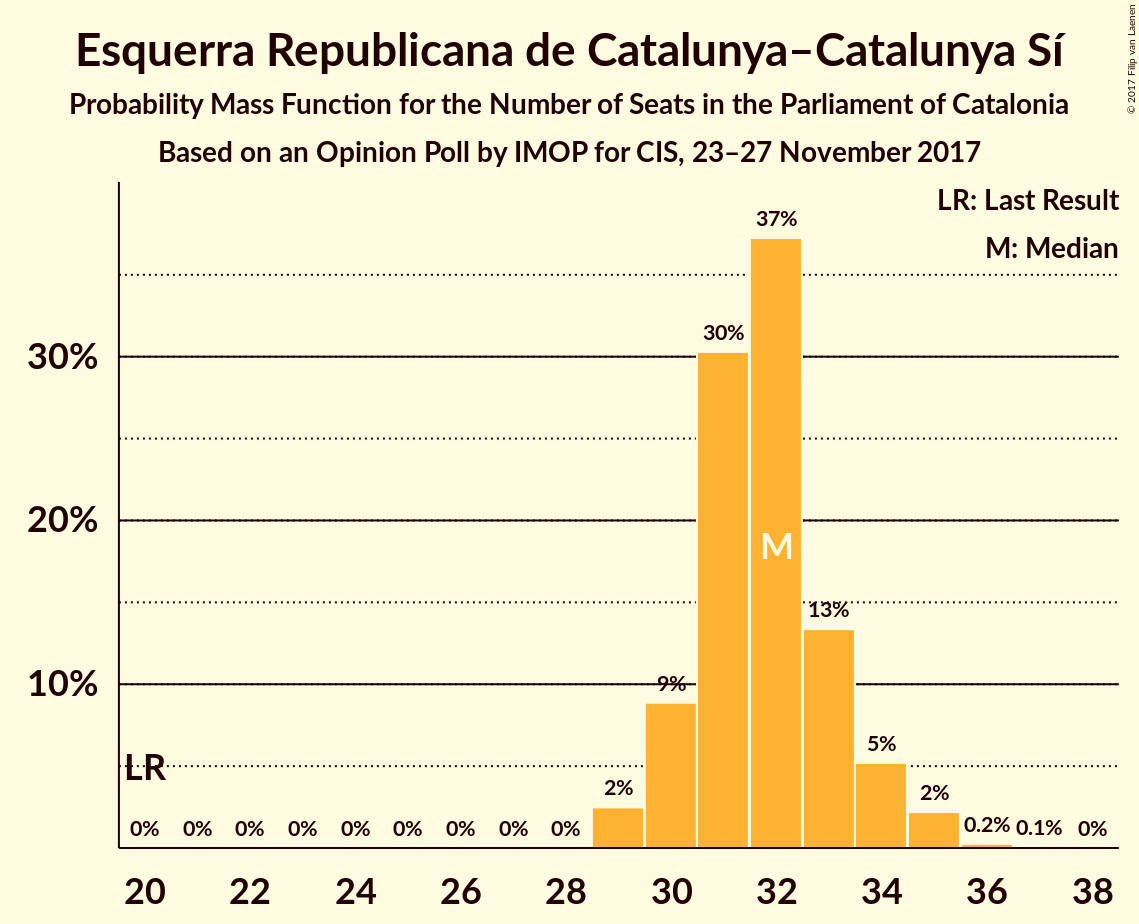 Esquerra Republicana de Catalunya–Catalunya Sí
Probability Mass Function for the Number of Seats in the Parliament of Catalonia
Based on an Opinion Poll by IMOP for CIS, 23–27 November 2017
© 2017 Filip van Laenen
LR: Last Result
M: Median
37%
30%
30%
20%
M
13%
10%
9%
5%
LR
2%
2%
0% 0% 0% 0% 0% 0% 0% 0% 0% 0.2% 0.1% 0%
20 22 24 26 28 30 32 34 36 38